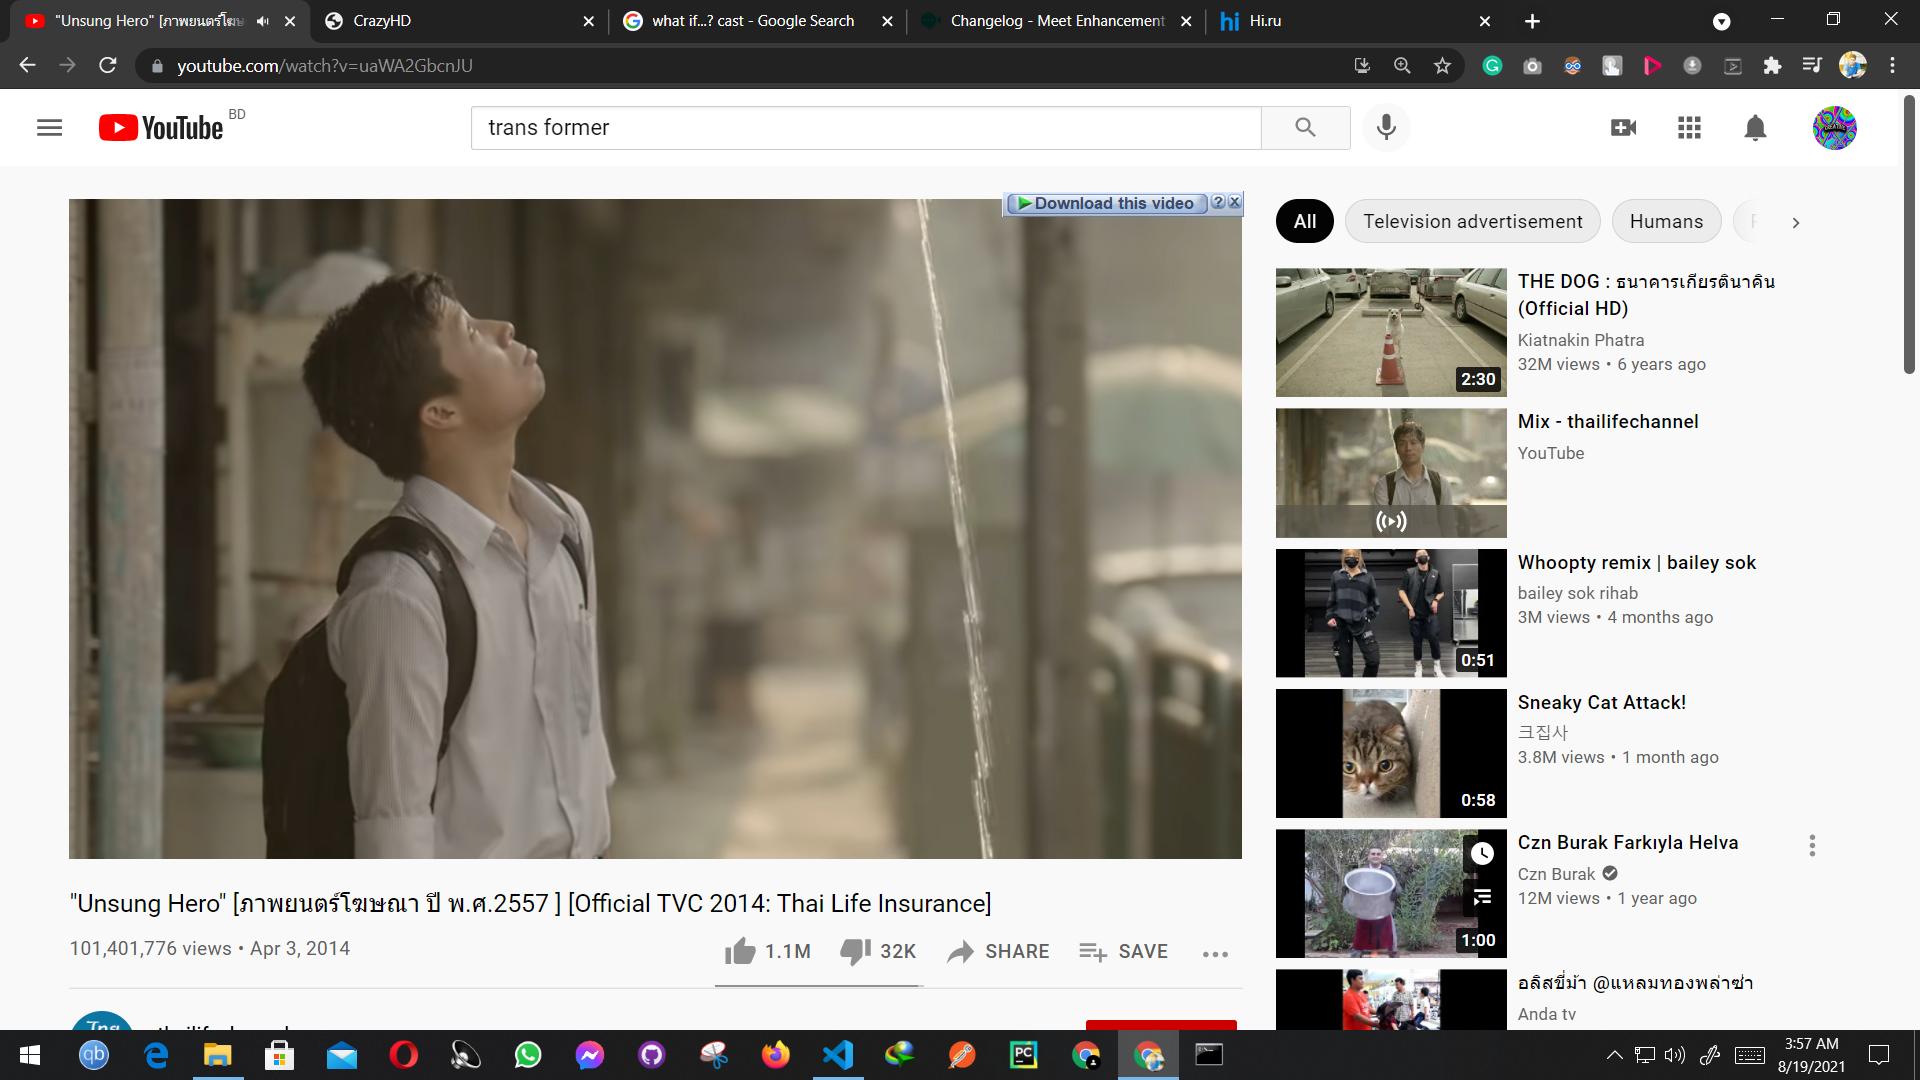 "Unsung Hero" [ภาพยนตร์โฆษ
CrazyHD
what if...? cast - Google Search
Changelog - Meet Enhancement
Hi.ru
youtube.com/watch?v=uaWA2GbcnJU
YouTube BD
trans former
Download this video
All
Television advertisement
Humans
THE DOG : ธนาคารเกียรตินาคิน
(Official HD)
Kiatnakin Phatra
32M views • 6 years ago
2:30
Mix - thailifechannel
YouTube
Whoopty remix | bailey sok
bailey sok rihab
3M views • 4 months ago
0:51
Sneaky Cat Attack!
크집사
3.8M views • 1 month ago
0:58
Czn Burak Farkıyla Helva
Czn Burak
12M views • 1 year ago
1:00
อลิสขี่ม้า @แหลมทองพล่าซ่า
Anda tv
"Unsung Hero" [ภาพยนตร์โฆษณา ปี พ.ศ.2557 ] [Official TVC 2014: Thai Life Insurance]
101,401,776 views • Apr 3, 2014
1.1M
32K
SHARE
SAVE
qb
PC
3:57 AM
8/19/2021